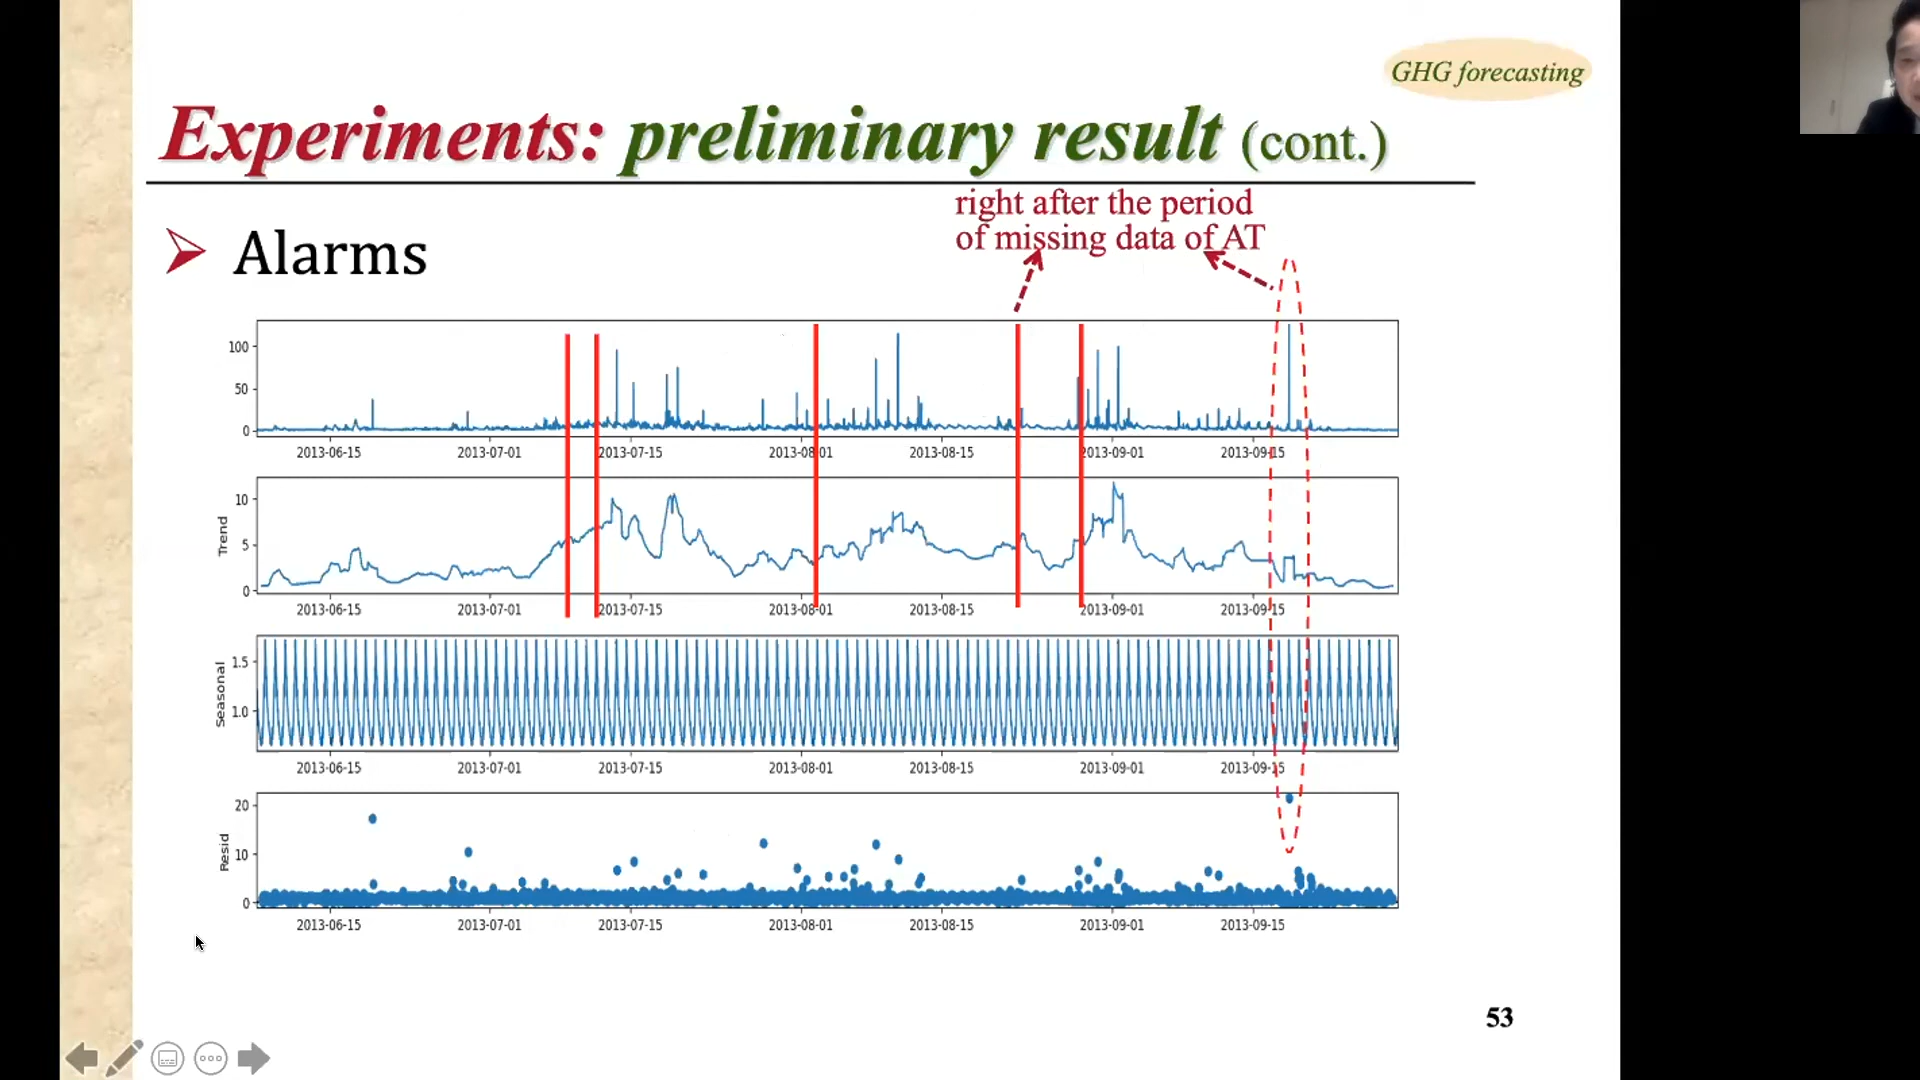 GHG forecasting
Experiments: preliminary result (cont.)
right after the period
of missing data of AT
Alarms
100
50
0
2013-06-15 2013-07-01 2013-07-15 2013-08-01 2013-08-15 2013-09-01 2013-09-15
Trend
10
5
0
2013-06-15 2013-07-01 2013-07-15 2013-08-01 2013-08-15 2013-09-01 2013-09-15
Seasonal
1.5
1.0
2013-06-15 2013-07-01 2013-07-15 2013-08-01 2013-08-15 2013-09-01 2013-09-15
Resid
20
10
0
2013-06-15 2013-07-01 2013-07-15 2013-08-01 2013-08-15 2013-09-01 2013-09-15
53